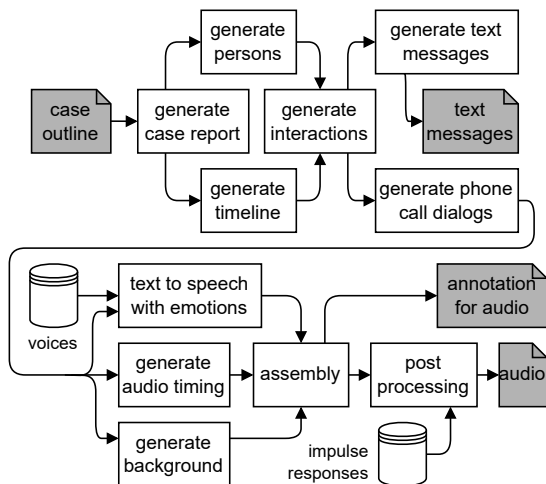 generate
persons
generate text
messages
case
outline
generate
case report
generate
interactions
text
messages
generate
timeline
generate phone
call dialogs
voices
text to speech
with emotions
annotation
for audio
generate
audio timing
assembly
post
processing
audio
generate
background
impulse
responses